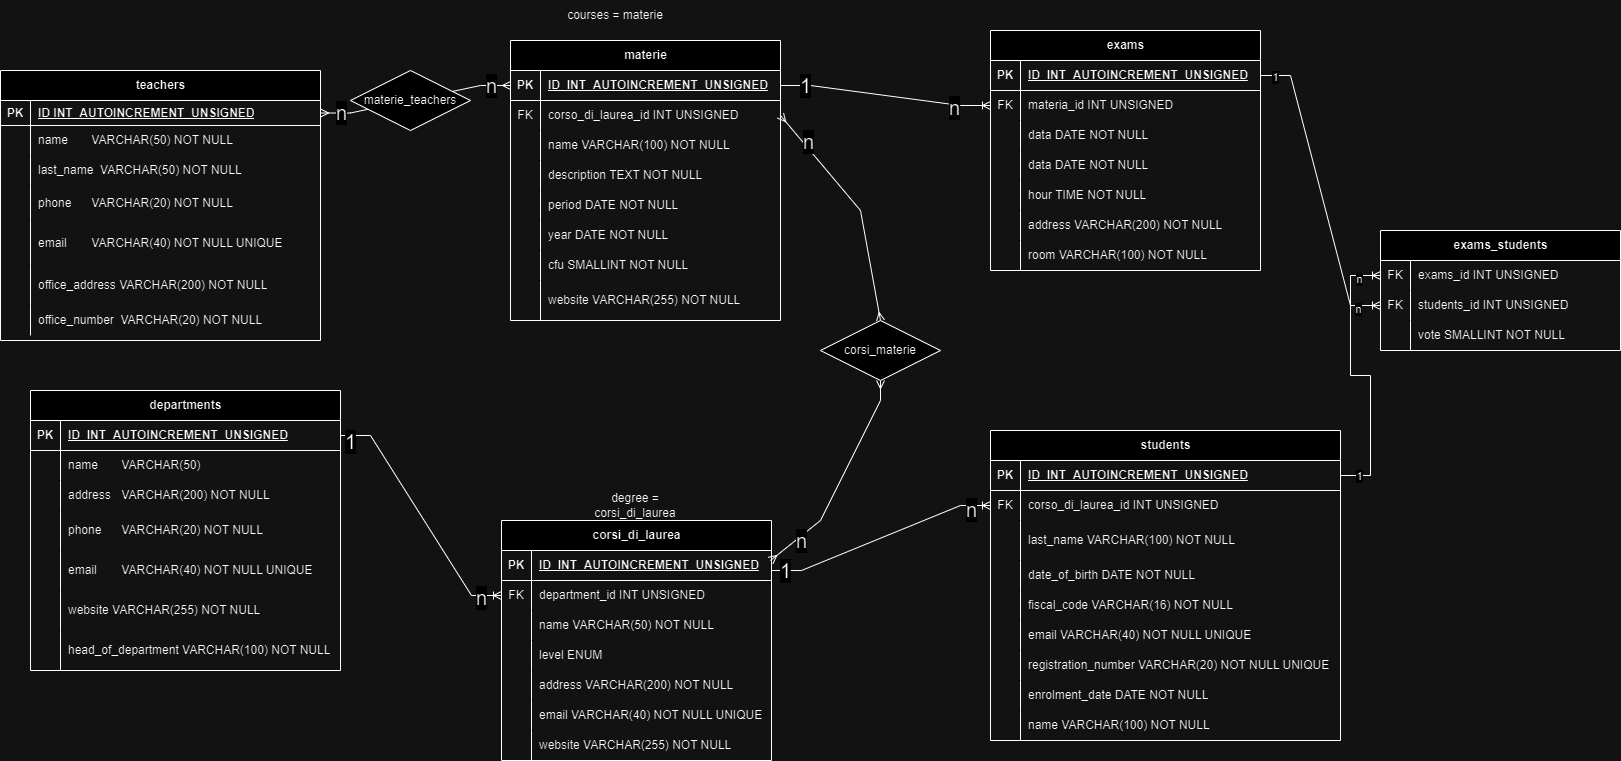 courses = materie
teachers
PK ID INT AUTOINCREMENT UNSIGNED
name VARCHAR(50) NOT NULL
last_name VARCHAR(50) NOT NULL
phone VARCHAR(20) NOT NULL
email VARCHAR(40) NOT NULL UNIQUE
office_address VARCHAR(200) NOT NULL
office_number VARCHAR(20) NOT NULL
n
materie_teachers
n
materie
PK ID INT AUTOINCREMENT UNSIGNED
FK corso_di_laurea_id INT UNSIGNED
name VARCHAR(100) NOT NULL
description TEXT NOT NULL
period DATE NOT NULL
year DATE NOT NULL
cfu SMALLINT NOT NULL
website VARCHAR(255) NOT NULL
1
n
n
exams
PK ID INT AUTOINCREMENT UNSIGNED
FK materia_id INT UNSIGNED
data DATE NOT NULL
data DATE NOT NULL
hour TIME NOT NULL
address VARCHAR(200) NOT NULL
room VARCHAR(100) NOT NULL
1
exams_students
n
FK exams_id INT UNSIGNED
n
FK students_id INT UNSIGNED
vote SMALLINT NOT NULL
corsi_materie
departments
PK ID INT AUTOINCREMENT UNSIGNED
name VARCHAR(50)
address VARCHAR(200) NOT NULL
phone VARCHAR(20) NOT NULL
email VARCHAR(40) NOT NULL UNIQUE
website VARCHAR(255) NOT NULL
head_of_department VARCHAR(100) NOT NULL
1
n
degree =
corsi_di_laurea
corsi_di_laurea
PK ID INT AUTOINCREMENT UNSIGNED
FK department_id INT UNSIGNED
name VARCHAR(50) NOT NULL
level ENUM
address VARCHAR(200) NOT NULL
email VARCHAR(40) NOT NULL UNIQUE
website VARCHAR(255) NOT NULL
n
1
n
students
PK ID INT AUTOINCREMENT UNSIGNED
FK corso_di_laurea_id INT UNSIGNED
last_name VARCHAR(100) NOT NULL
date_of_birth DATE NOT NULL
fiscal_code VARCHAR(16) NOT NULL
email VARCHAR(40) NOT NULL UNIQUE
registration_number VARCHAR(20) NOT NULL UNIQUE
enrolment_date DATE NOT NULL
name VARCHAR(100) NOT NULL
1